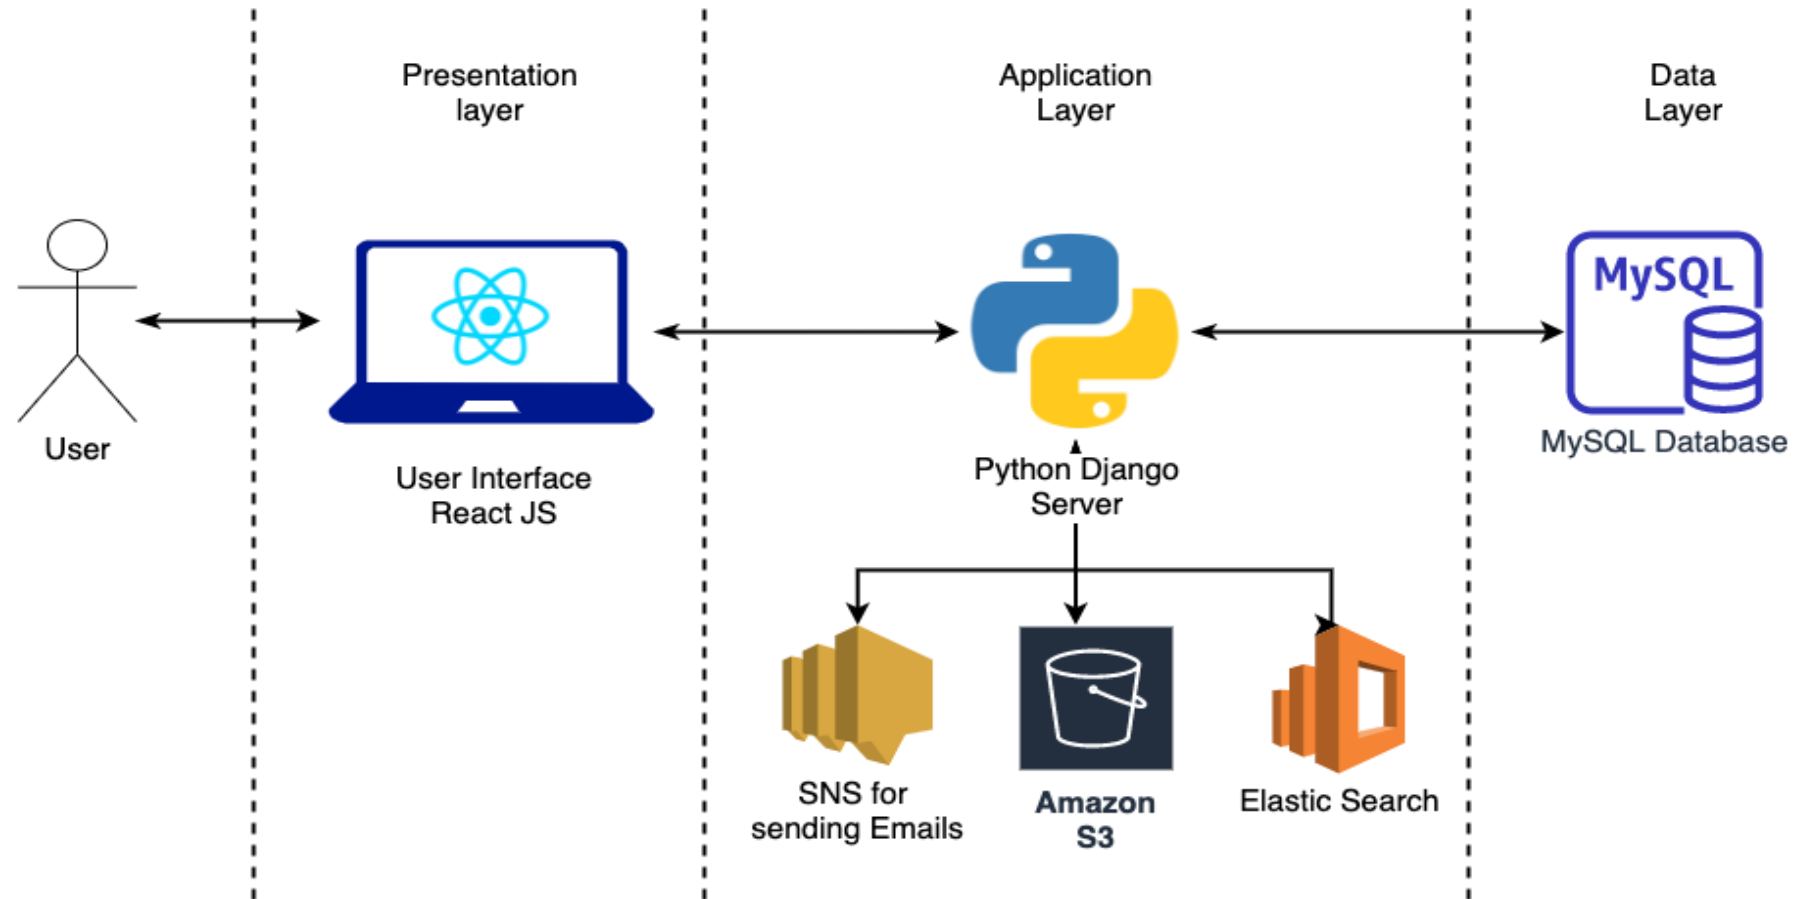 Presentation
layer
Application
Layer
Data
Layer
MySQL
User
User Interface
React JS
Python Django
Server
MySQL Database
SNS for
sending Emails
Amazon
S3
Elastic Search